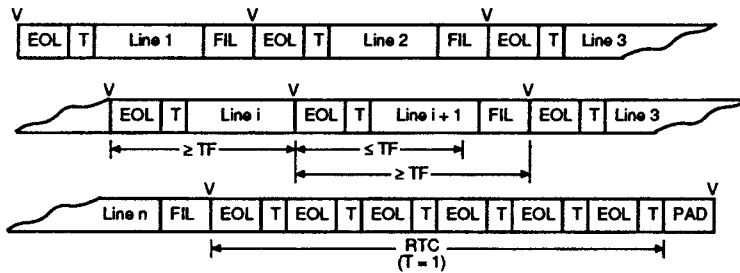 V V V
EOL T Line 1 FIL EOL T Line 2 FIL EOL T Line 3
V V V
EOL T Line i EOL T Line i + 1 FIL EOL T Line 3
≥ TF ≤ TF
≥ TF
V V
Line n FIL EOL T EOL T EOL T EOL T EOL T EOL T PAD
RTC
(T = 1)